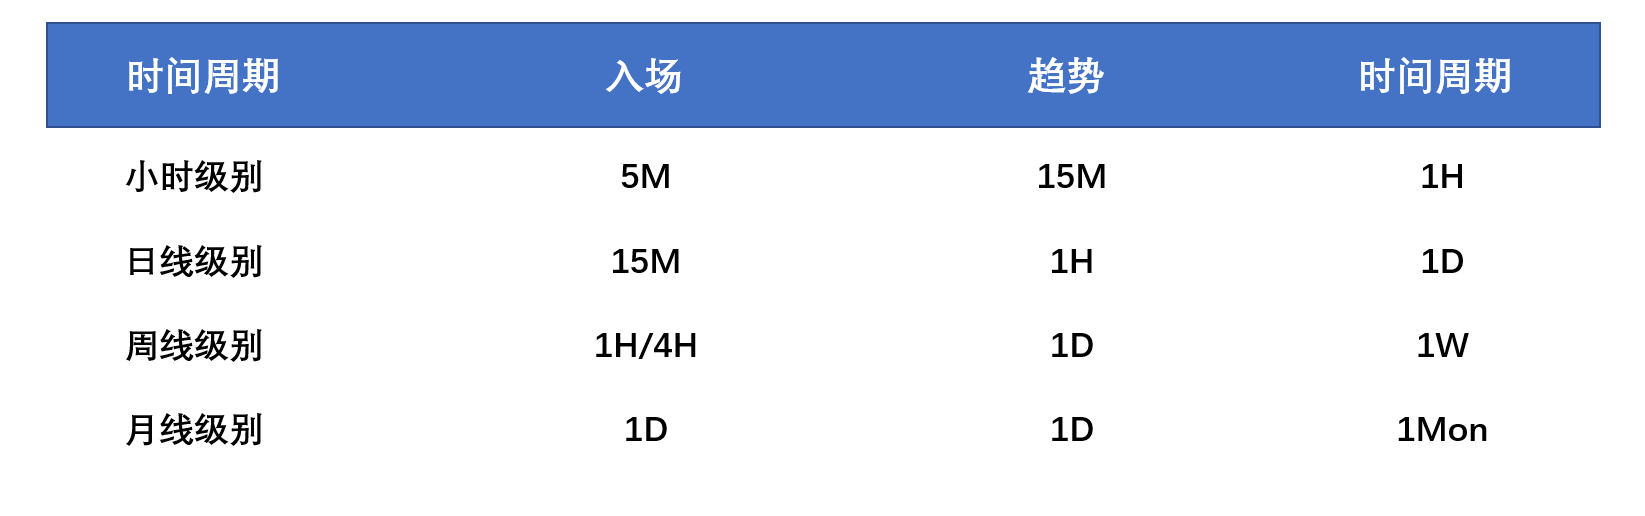 时间周期 入场 趋势 时间周期
小时级别 5M 15M 1H
日线级别 15M 1H 1D
周线级别 1H/4H 1D 1W
月线级别 1D 1D 1Mon